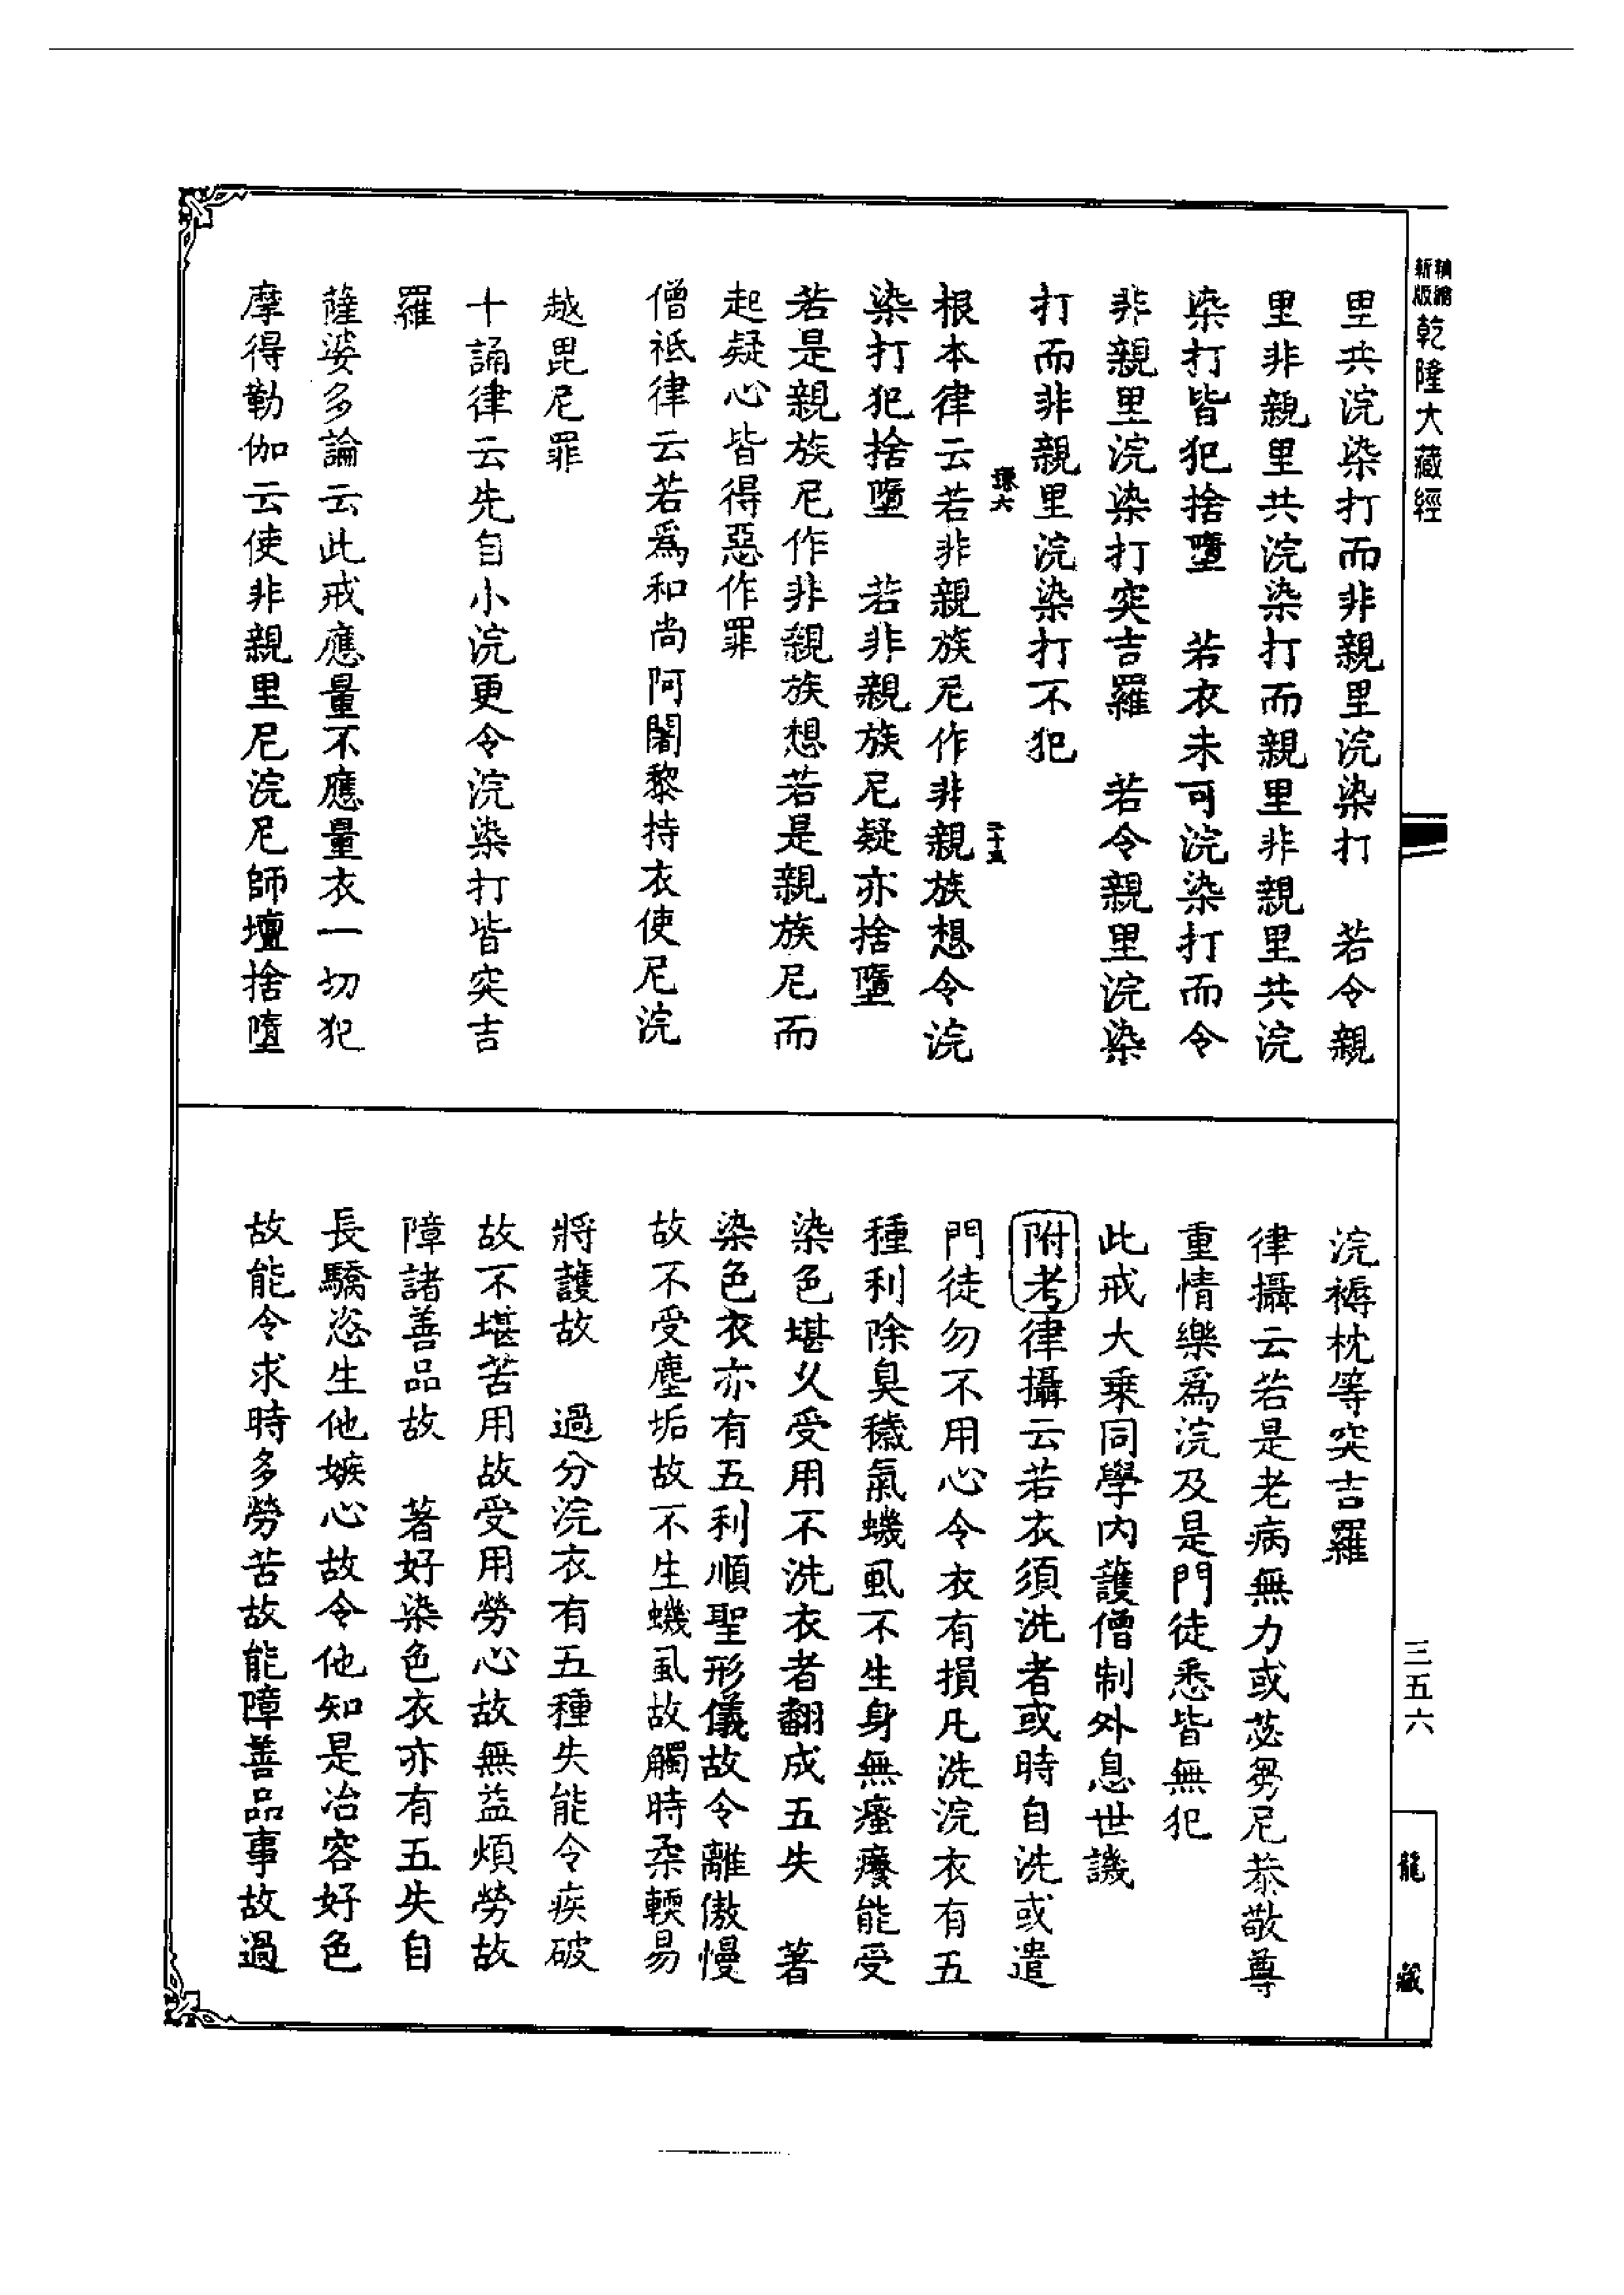 新版
精繪
乾隆大藏經
里共浣染打而非親里浣染打　若令親
里非親里共浣染打而親里非親里共浣
染打皆犯捨墮　若衣未可浣染打而令
非親里浣染打突吉羅　若令親里浣染
打而非親里浣染打不犯
二十五
根本律云若非親族尼作非親族想令浣
染打犯捨墮　若非親族尼疑亦捨墮
若是親族尼作非親族想若是親族尼而
起疑心皆得惡作罪
僧祇律云若爲和尚阿闍黎持衣使尼浣
越毘尼罪
十誦律云先自小浣更令浣染打皆突吉
羅
薩婆多論云此戒應量不應量衣一切犯
摩得勒伽云使非親里尼浣尼師壇捨墮
浣褥枕等突吉羅
律攝云若是老病無力或苾芻尼恭敬尊
重情樂爲浣及是門徒悉皆無犯
此戒大乘同學內護僧制外息世譏
附考律攝云若衣須洗者或時自洗或遣
門徒勿不用心令衣有損凡洗浣衣有五
種利除臭穢氣蟣虱不生身無瘙癢能受
染色堪久受用不洗衣者翻成五失　著
染色衣亦有五利順聖形儀故令離傲慢
故不受塵垢故不生蟣虱故觸時柔輭易
將護故　過分浣衣有五種失能令疾破
故不堪苦用故受用勞心故無益煩勞故
障諸善品故　著好染色衣亦有五失自
長驕恣生他嫉心故令他知是冶容好色
故能令求時多勞苦故能障善品事故過
三五六
龍藏